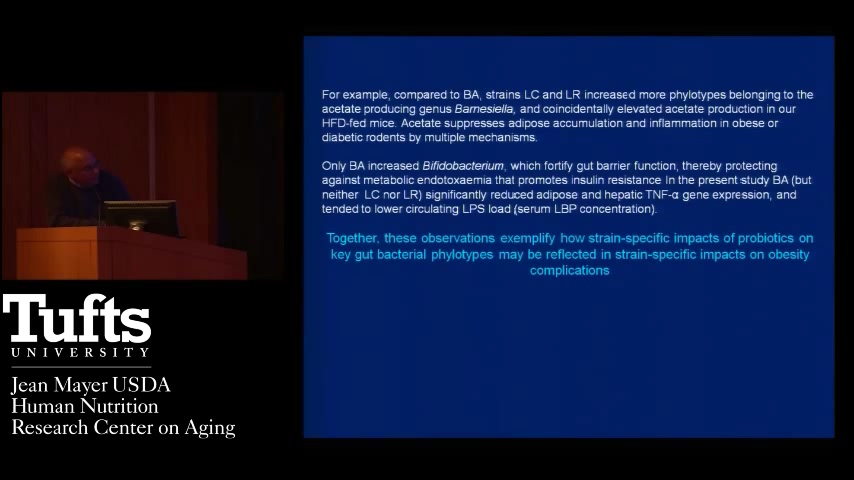 For example, compared to BA, strains LC and LR increased more phylotypes belonging to the
acetate producing genus Barnesiella, and coincidentally elevated acetate production in our
HFD-fed mice. Acetate suppresses adipose accumulation and inflammation in obese or
diabetic rodents by multiple mechanisms.
Only BA increased Bifidobacterium, which fortify gut barrier function, thereby protecting
against metabolic endotoxaemia that promotes insulin resistance In the present study BA (but
neither LC nor LR) significantly reduced adipose and hepatic TNF-α gene expression, and
tended to lower circulating LPS load (serum LBP concentration).
Together, these observations exemplify how strain-specific impacts of probiotics on
key gut bacterial phylotypes may be reflected in strain-specific impacts on obesity
complications
Tufts
UNIVERSITY
Jean Mayer USDA
Human Nutrition
Research Center on Aging